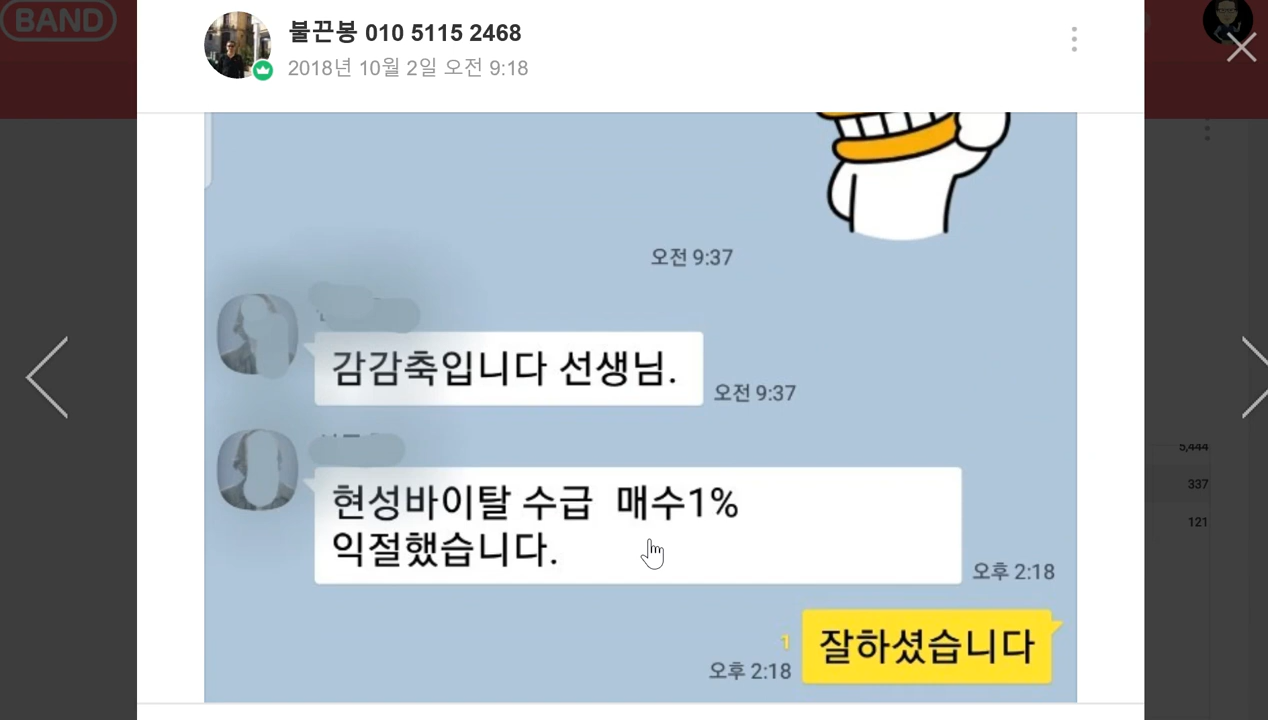 BAND
불끈봉 010 5115 2468
2018년 10월 2일 오전 9:18
오전 9:37
감감축입니다 선생님.
오전 9:37
현성바이탈 수급 매수1%
익절했습니다.
오후 2:18
1
잘하셨습니다
오후 2:18
5,444
337
121